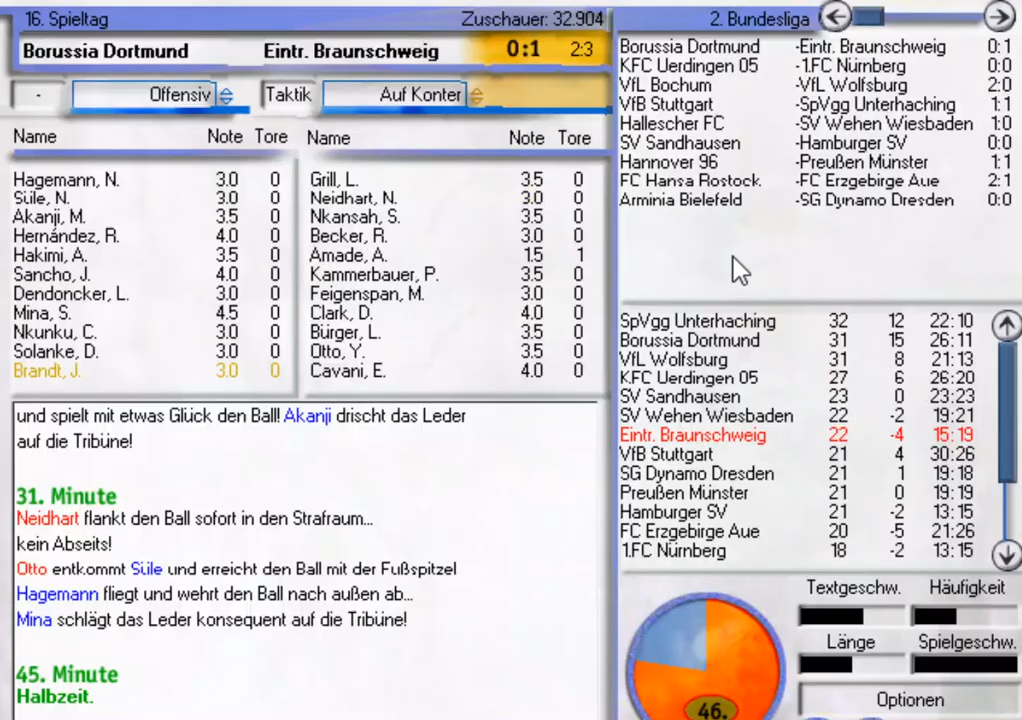 16. Spieltag Zuschauer: 32.904
Borussia Dortmund Eintr. Braunschweig 0:1 2:3
- Offensiv Taktik Auf Konter
Name Note Tore Name Note Tore
Hagemann, N. 3.0 0 Grill, L. 3.5 0
Süle, N. 3.0 0 Neidhart, N. 3.0 0
Akanji, M. 3.5 0 Nkansah, S. 3.5 0
Hernández, R. 4.0 0 Becker, R. 3.0 0
Hakimi, A. 3.5 0 Amade, A. 1.5 1
Sancho, J. 4.0 0 Kammerbauer, P. 3.5 0
Dendoncker, L. 3.0 0 Feigenspan, M. 3.0 0
Mina, S. 4.5 0 Clark, D. 4.0 0
Nkunku, C. 3.0 0 Bürger, L. 3.5 0
Solanke, D. 3.0 0 Otto, Y. 3.5 0
Brandt, J. 3.0 0 Cavani, E. 4.0 0
und spielt mit etwas Glück den Ball! Akanji drischt das Leder
auf die Tribüne!
31. Minute
Neidhart flankt den Ball sofort in den Strafraum...
kein Abseits!
Otto entkommt Süle und erreicht den Ball mit der Fußspitze!
Hagemann fliegt und wehrt den Ball nach außen ab...
Mina schlägt das Leder konsequent auf die Tribüne!
45. Minute
Halbzeit.
2. Bundesliga
Borussia Dortmund -Eintr. Braunschweig 0:1
KFC Uerdingen 05 -1.FC Nürnberg 0:0
VfL Bochum -VfL Wolfsburg 2:0
VfB Stuttgart -SpVgg Unterhaching 1:1
Hallescher FC -SV Wehen Wiesbaden 1:0
SV Sandhausen -Hamburger SV 0:0
Hannover 96 -Preußen Münster 1:1
FC Hansa Rostock. -FC Erzgebirge Aue 2:1
Arminia Bielefeld -SG Dynamo Dresden 0:0
SpVgg Unterhaching 32 12 22:10
Borussia Dortmund 31 15 26:11
VfL Wolfsburg 31 8 21:13
KFC Uerdingen 05 27 6 26:20
SV Sandhausen 23 0 23:23
SV Wehen Wiesbaden 22 -2 19:21
Eintr. Braunschweig 22 -4 15:19
VfB Stuttgart 21 4 30:26
SG Dynamo Dresden 21 1 19:18
Preußen Münster 21 0 19:19
Hamburger SV 21 -2 13:15
FC Erzgebirge Aue 20 -5 21:26
1.FC Nürnberg 18 -2 13:15
Textgeschw. Häufigkeit
Länge Spielgeschw.
46. Optionen